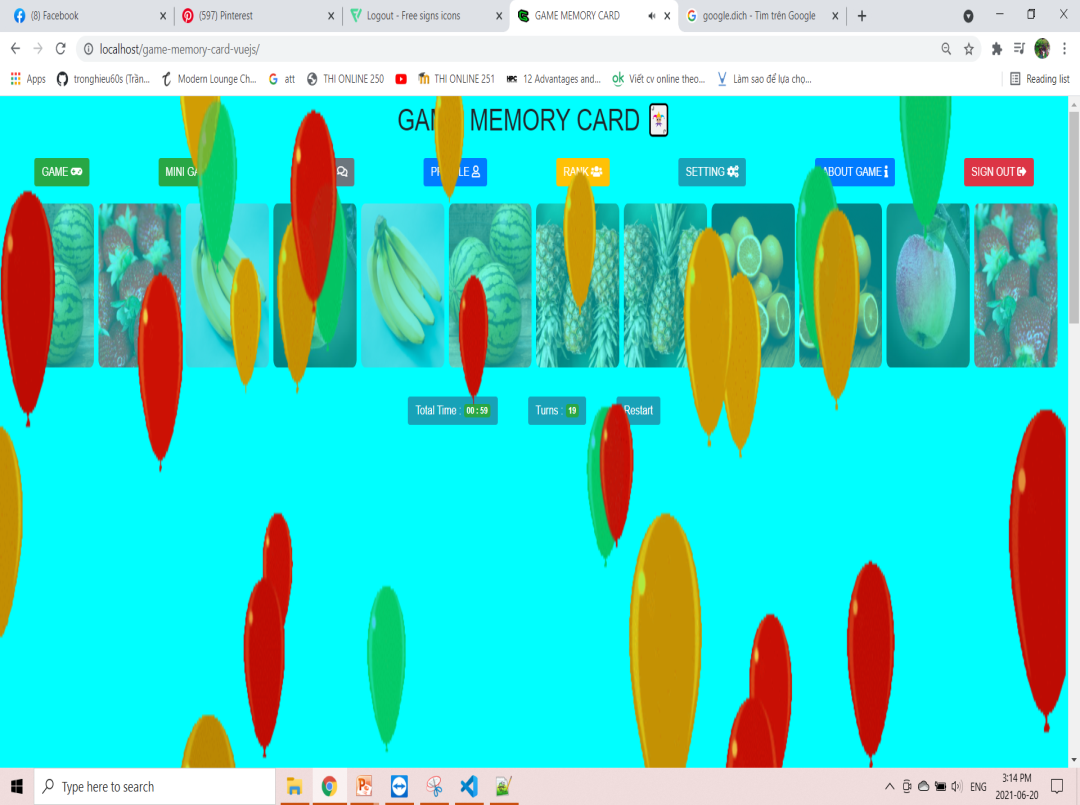 (8) Facebook
(597) Pinterest
Logout - Free signs icons
GAME MEMORY CARD
google.dich - Tìm trên Google
localhost/game-memory-card-vuejs/
Apps
tronghieu60s (Trần...
Modern Lounge Ch...
att
THI ONLINE 250
THI ONLINE 251
12 Advantages and...
Viết cv online theo...
Làm sao để lựa chọ...
Reading list
MEMORY CARD
GAME
MINI
SETTING
ABOUT GAME
SIGN OUT
Total Time : 00 : 59
Turns : 19
Restart
Type here to search
ENG
3:14 PM
2021-06-20